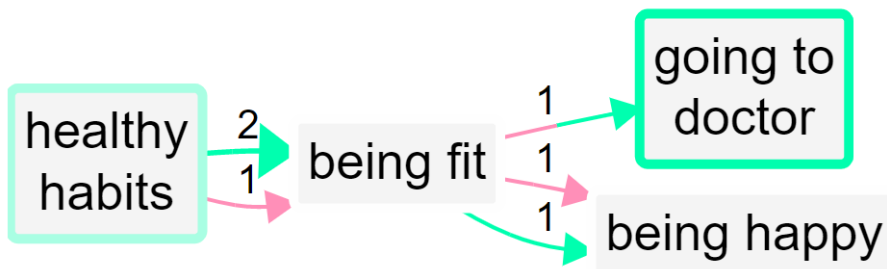 healthy
habits
2
1
being fit
1
going to
doctor
1
1
being happy